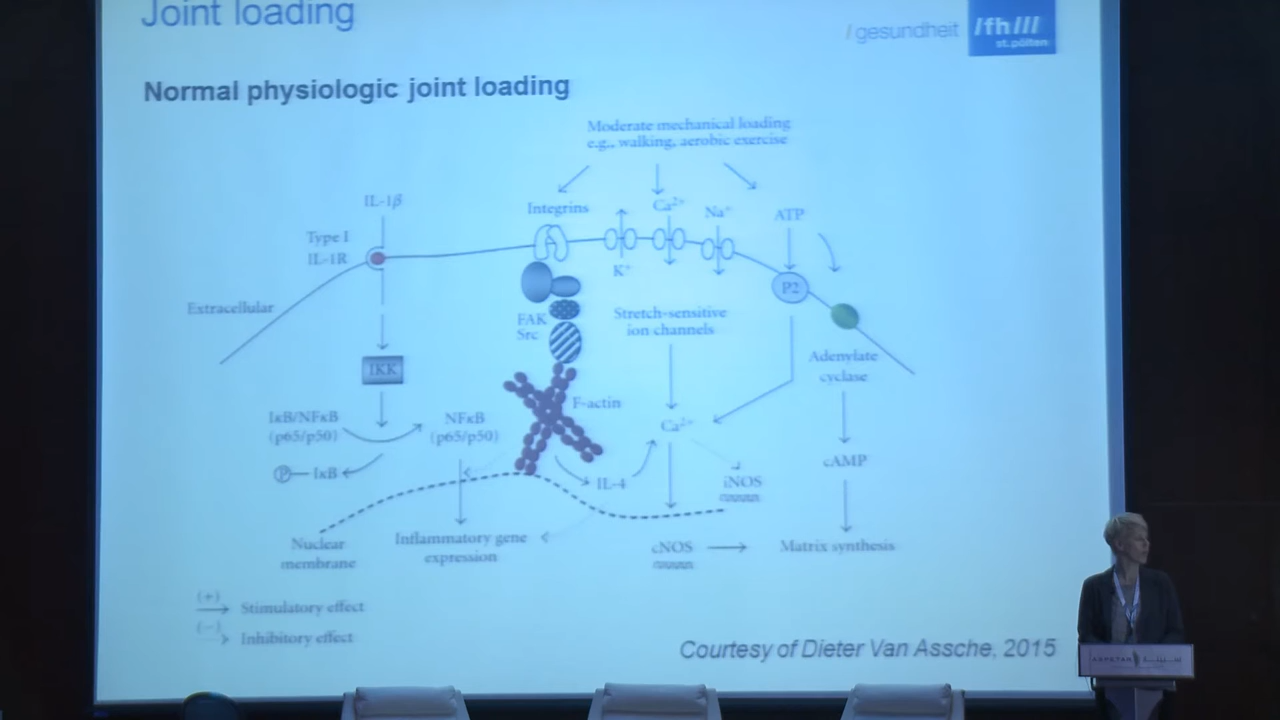 Joint loading
/ gesundheit
/fh///
st.pölten
Normal physiologic joint loading
Moderate mechanical loading
e.g., walking, aerobic exercise
IL-1β
Integrins
Ca²⁺
Na⁺
ATP
Type I
IL-1R
K⁺
P2
Extracellular
FAK
Src
Stretch-sensitive
ion channels
Adenylate
cyclase
IKK
F-actin
IκB/NFκB
(p65/p50)
NFκB
(p65/p50)
Ca²⁺
cAMP
P
IκB
IL-4
iNOS
Nuclear
membrane
Inflammatory gene
expression
cNOS
Matrix synthesis
(+)
Stimulatory effect
(−)
Inhibitory effect
Courtesy of Dieter Van Assche, 2015
ASPETAR